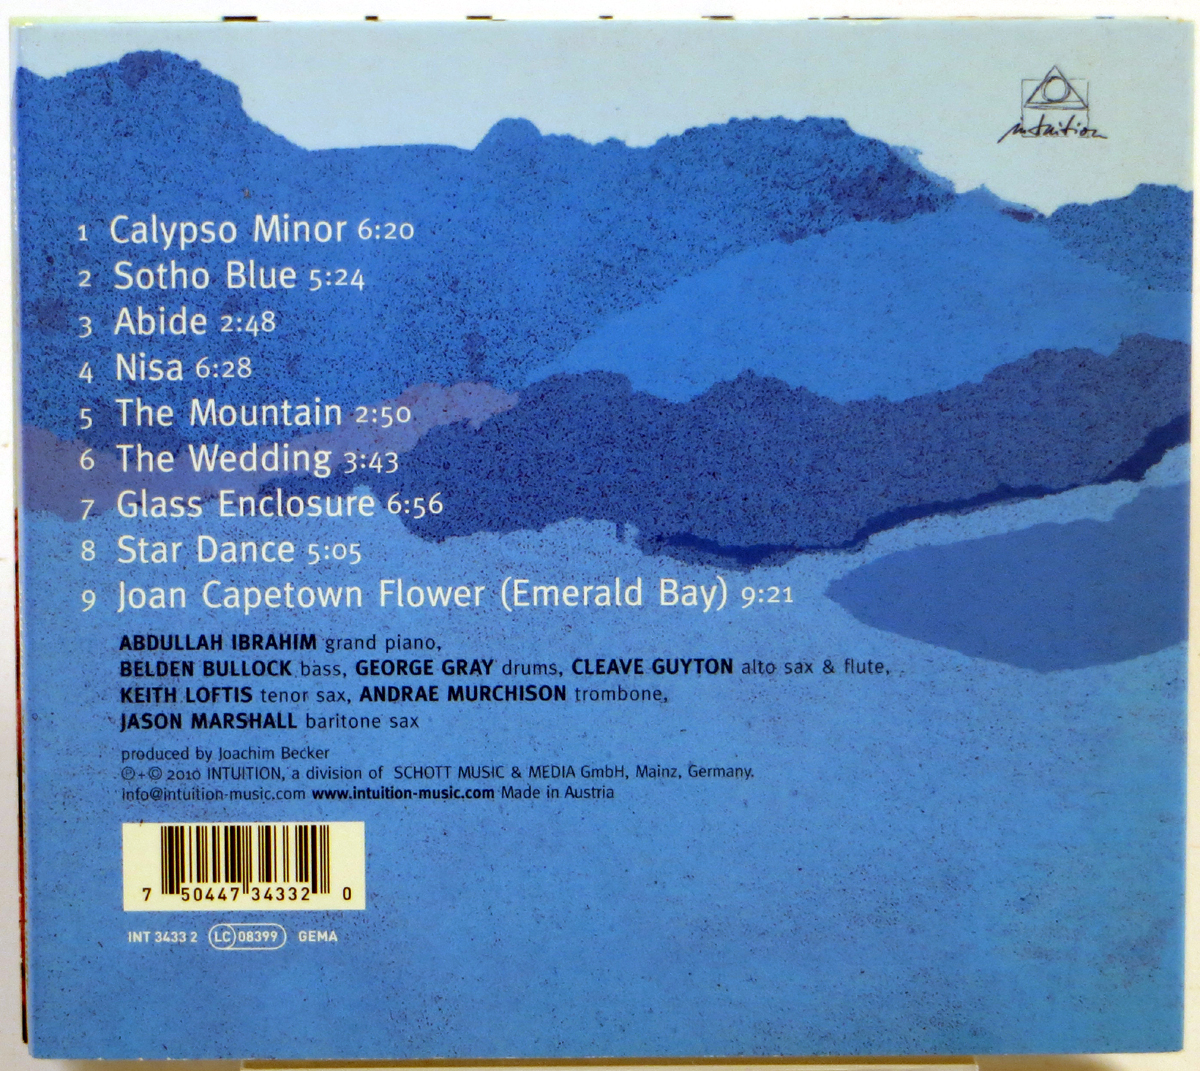 intuition
1 Calypso Minor 6:20
2 Sotho Blue 5:24
3 Abide 2:48
4 Nisa 6:28
5 The Mountain 2:50
6 The Wedding 3:43
7 Glass Enclosure 6:56
8 Star Dance 5:05
9 Joan Capetown Flower (Emerald Bay) 9:21
ABDULLAH IBRAHIM grand piano,
BELDEN BULLOCK bass, GEORGE GRAY drums, CLEAVE GUYTON alto sax & flute,
KEITH LOFTIS tenor sax, ANDRAE MURCHISON trombone,
JASON MARSHALL baritone sax
produced by Joachim Becker
℗+© 2010 INTUITION, a division of SCHOTT MUSIC & MEDIA GmbH, Mainz, Germany.
info@intuition-music.com www.intuition-music.com Made in Austria
7 50447 34332 0
INT 3433 2 LC 08399 GEMA